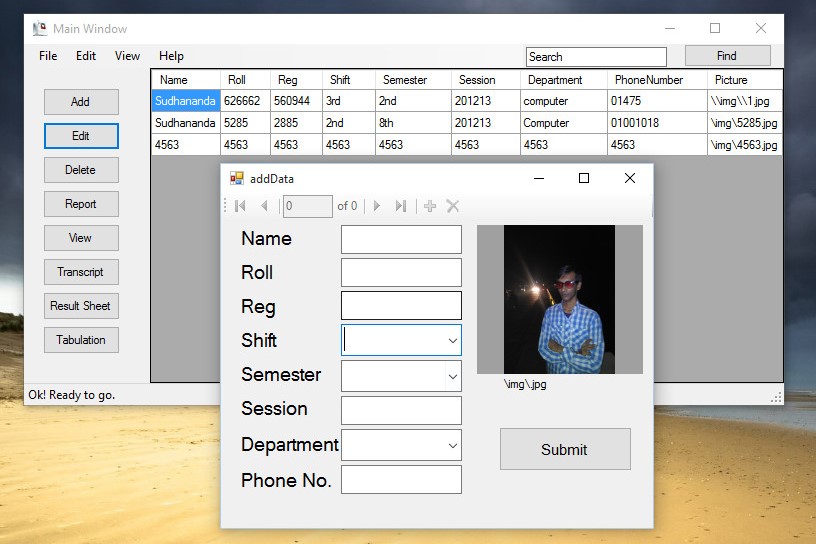 Main Window
File Edit View Help
Search
Find
Name Roll Reg Shift Semester Session Department PhoneNumber Picture
Sudhananda 626662 560944 3rd 2nd 201213 computer 01475 \\img\\1.jpg
Sudhananda 5285 2885 2nd 8th 201213 Computer 01001018 \img\5285.jpg
4563 4563 4563 4563 4563 4563 4563 4563 \img\4563.jpg
Add
Edit
Delete
Report
View
Transcript
Result Sheet
Tabulation
Ok! Ready to go.
addData
0 of 0
Name
Roll
Reg
Shift
Semester
Session
Department
Phone No.
\img\.jpg
Submit